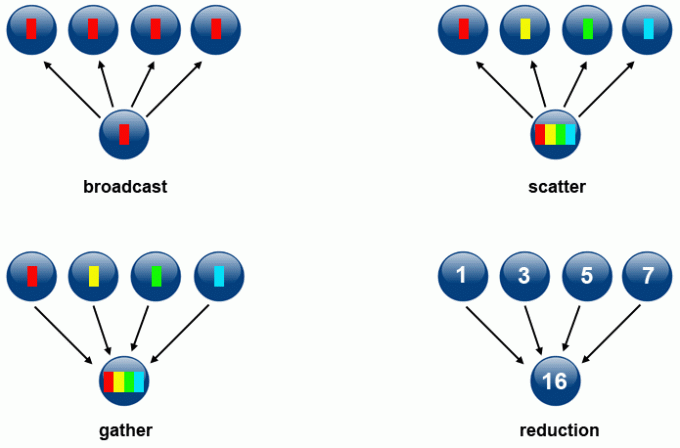 broadcast
scatter
1 3 5 7
16
gather
reduction